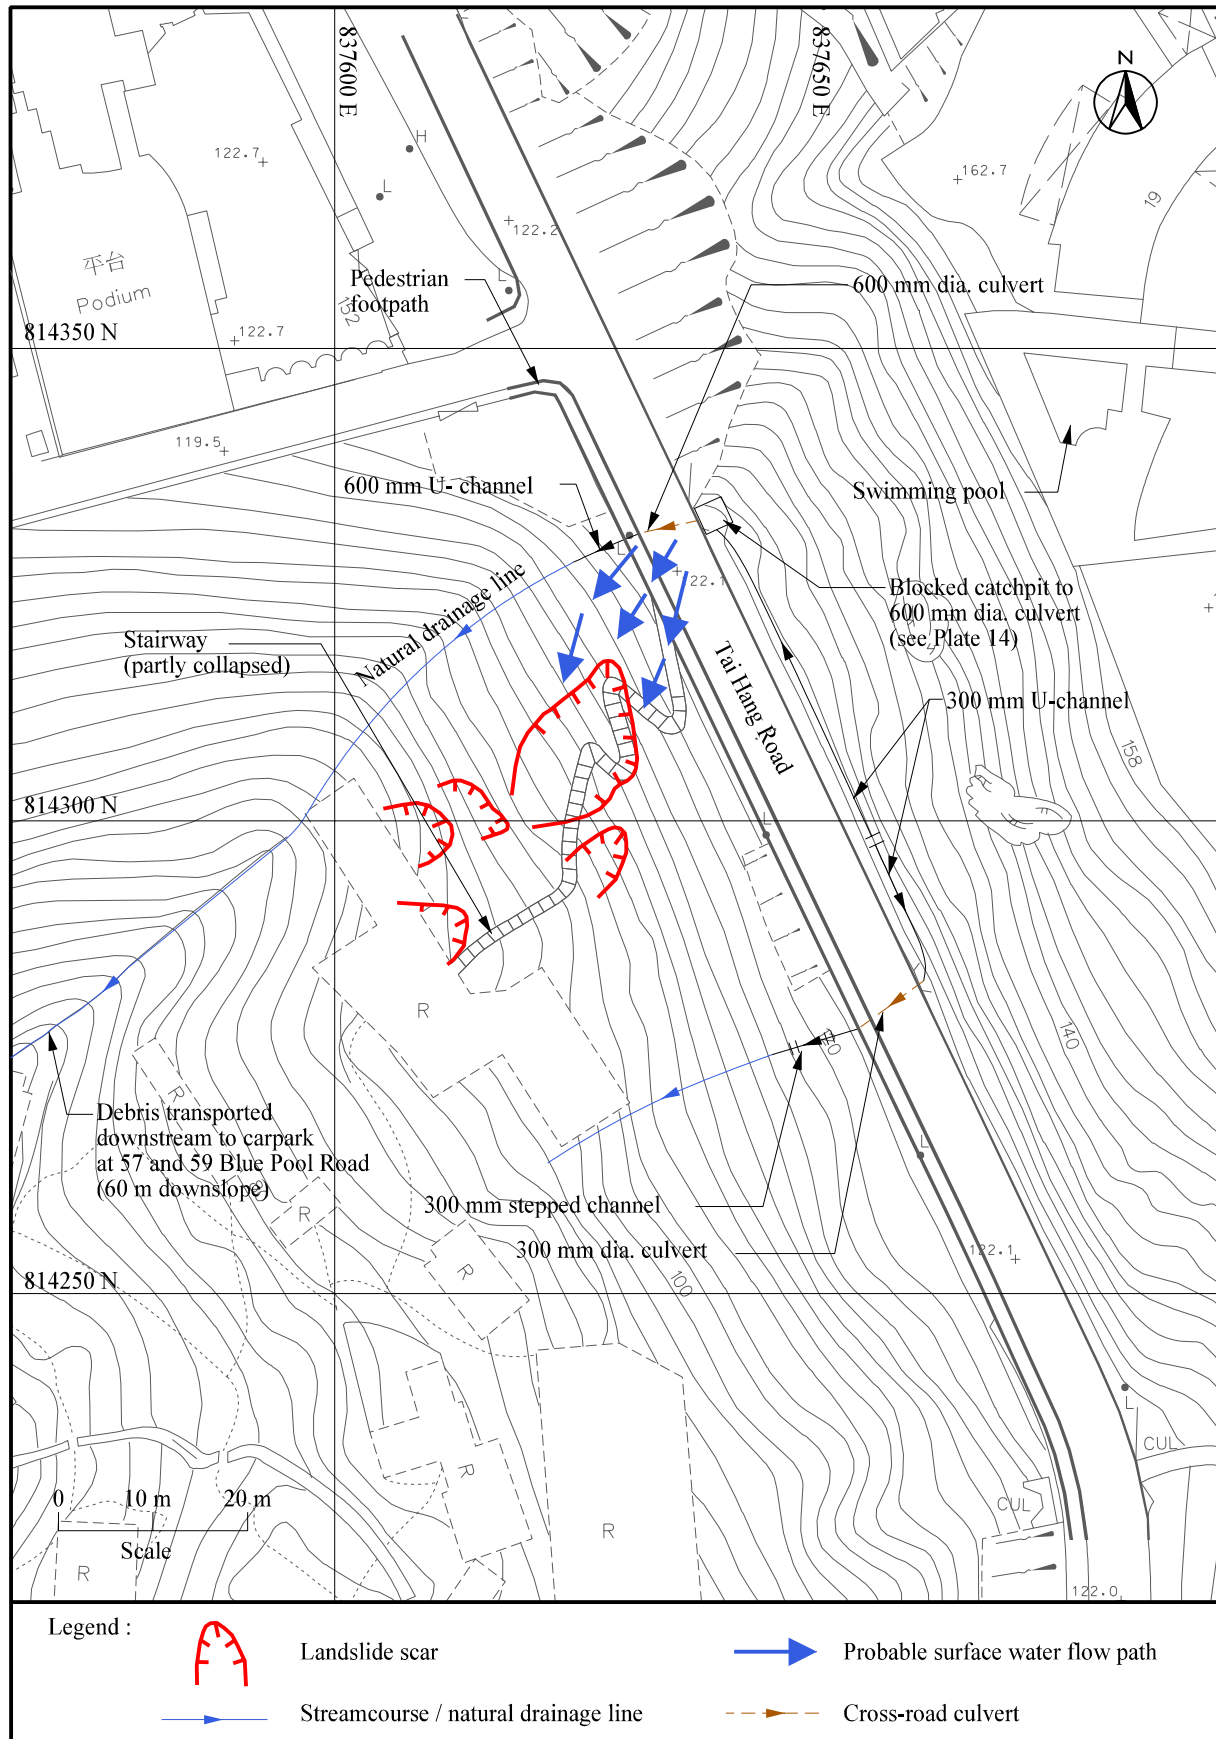 837600 E
837650 E
N
H
122.7
L
162.7
19
122.2
平台
Podium
Pedestrian
footpath
L
600 mm dia. culvert
152
814350 N
122.7
119.5
600 mm U- channel
Swimming pool
L
122.1
Blocked catchpit to
600 mm dia. culvert
(see Plate 14)
Natural drainage line
Stairway
(partly collapsed)
Tai Hang Road
300 mm U-channel
158
814300 N
L
R
140
R
Debris transported
downstream to carpark
at 57 and 59 Blue Pool Road
(60 m downslope)
L
R
300 mm stepped channel
300 mm dia. culvert
122.1
R
100
814250 N
L
CUL
R
0 10 m 20 m
CUL
Scale
R
R
122.0
Legend :
Landslide scar
Probable surface water flow path
Streamcourse / natural drainage line
Cross-road culvert